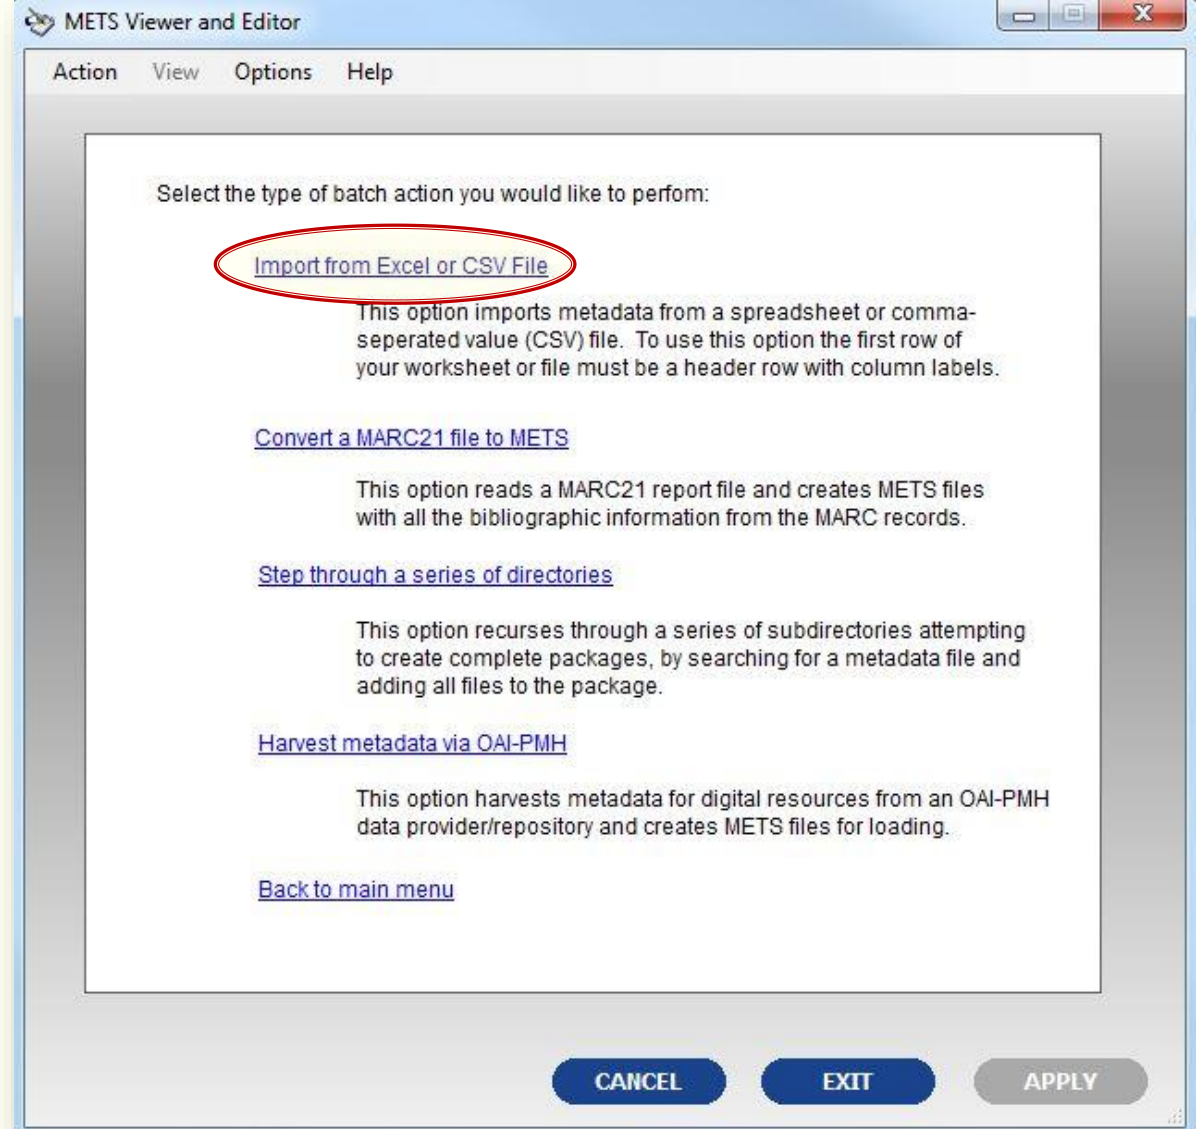 METS Viewer and Editor
Action View Options Help
Select the type of batch action you would like to perfom:
Import from Excel or CSV File
This option imports metadata from a spreadsheet or comma-
seperated value (CSV) file. To use this option the first row of
your worksheet or file must be a header row with column labels.
Convert a MARC21 file to METS
This option reads a MARC21 report file and creates METS files
with all the bibliographic information from the MARC records.
Step through a series of directories
This option recurses through a series of subdirectories attempting
to create complete packages, by searching for a metadata file and
adding all files to the package.
Harvest metadata via OAI-PMH
This option harvests metadata for digital resources from an OAI-PMH
data provider/repository and creates METS files for loading.
Back to main menu
CANCEL EXIT APPLY